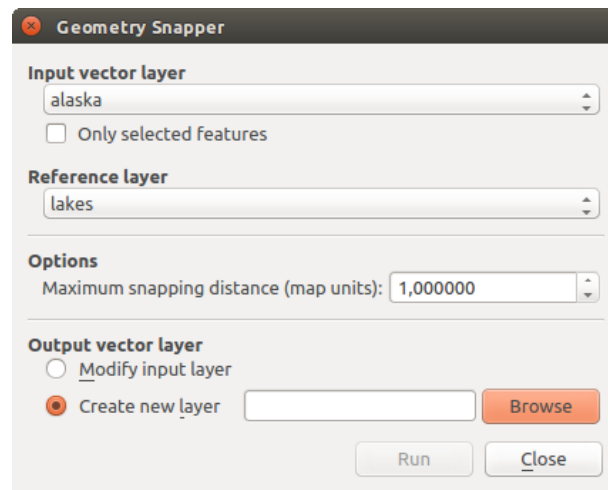 Geometry Snapper
Input vector layer
alaska
Only selected features
Reference layer
lakes
Options
Maximum snapping distance (map units): 1,000000
Output vector layer
Modify input layer
Create new layer Browse
Run Close